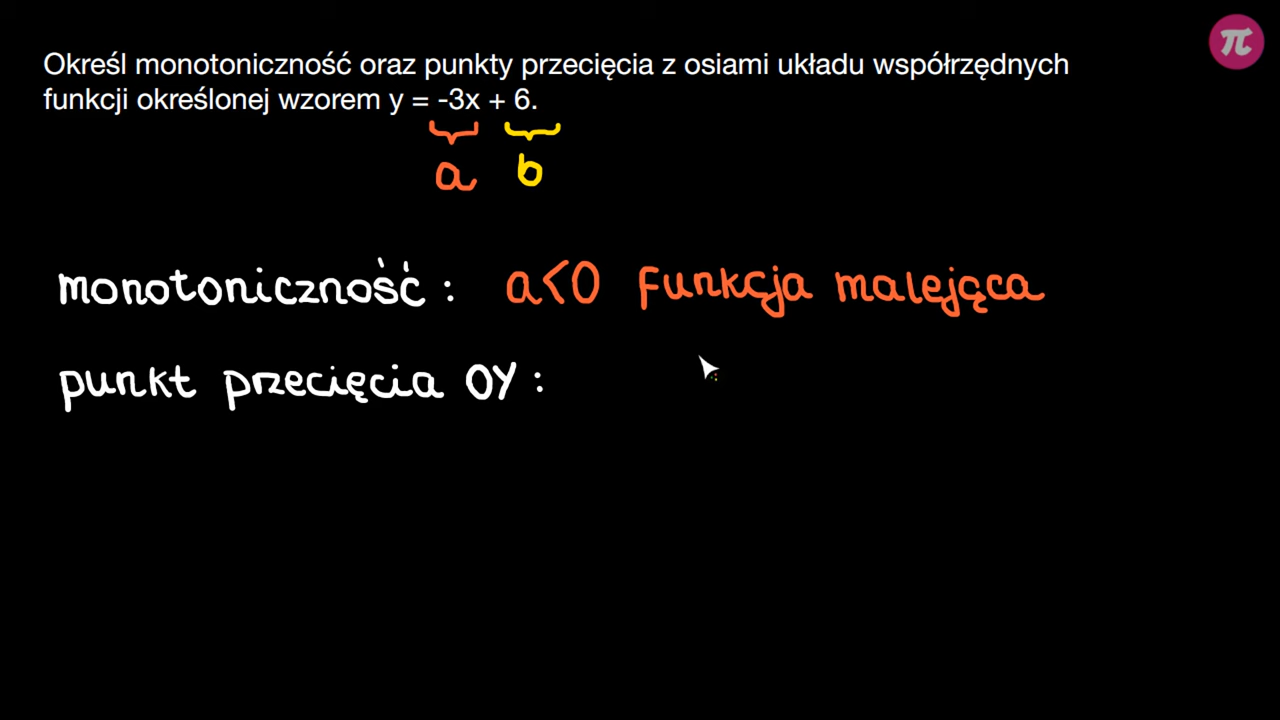 π
Określ monotoniczność oraz punkty przecięcia z osiami układu współrzędnych
funkcji określonej wzorem y = -3x + 6.
a b
monotoniczność: a<0 funkcja malejąca
punkt przecięcia OY: